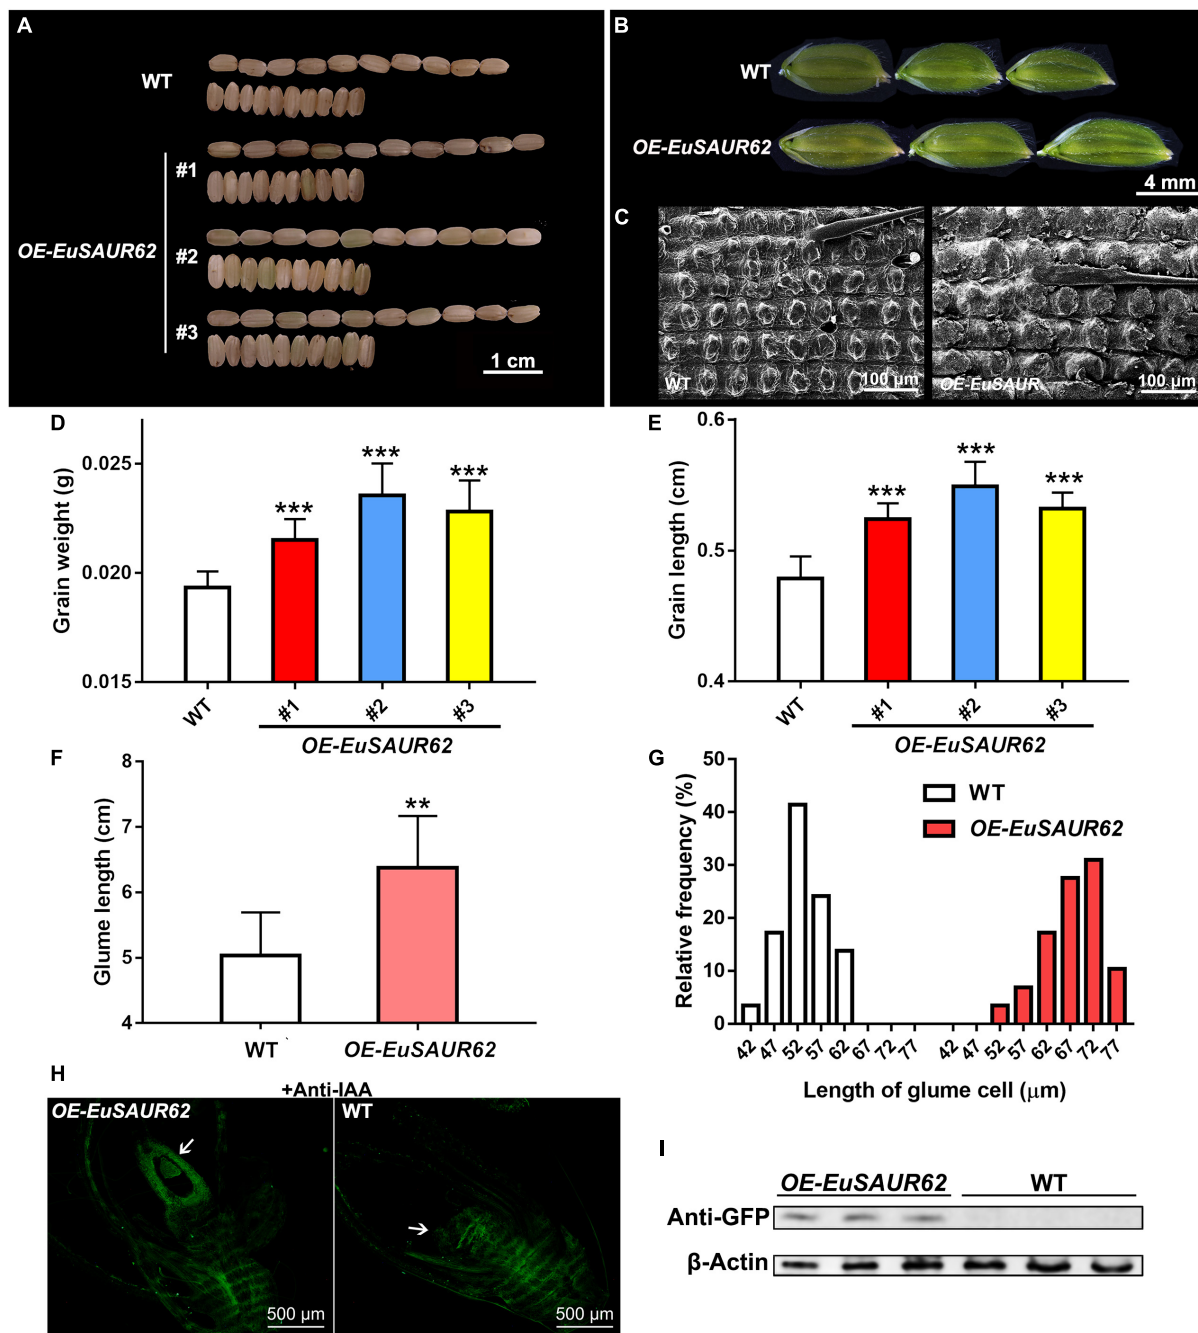 A
WT
#1
OE-EuSAUR62
#2
#3
1 cm
B
WT
OE-EuSAUR62
4 mm
C
WT
100 µm
OE-EuSAUR
100 µm
D
Grain weight (g)
0.025
0.020
0.015
***
***
***
WT
#1
#2
#3
OE-EuSAUR62
E
Grain length (cm)
0.6
0.5
0.4
***
***
***
WT
#1
#2
#3
OE-EuSAUR62
F
Glume length (cm)
8
7
6
5
4
**
WT
OE-EuSAUR62
G
Relative frequency (%)
50
40
30
20
10
0
WT
OE-EuSAUR62
42 47 52 57 62 67 72 77 42 47 52 57 62 67 72 77
Length of glume cell (µm)
H
+Anti-IAA
OE-EuSAUR62
WT
500 µm
500 µm
I
OE-EuSAUR62 WT
Anti-GFP
β-Actin